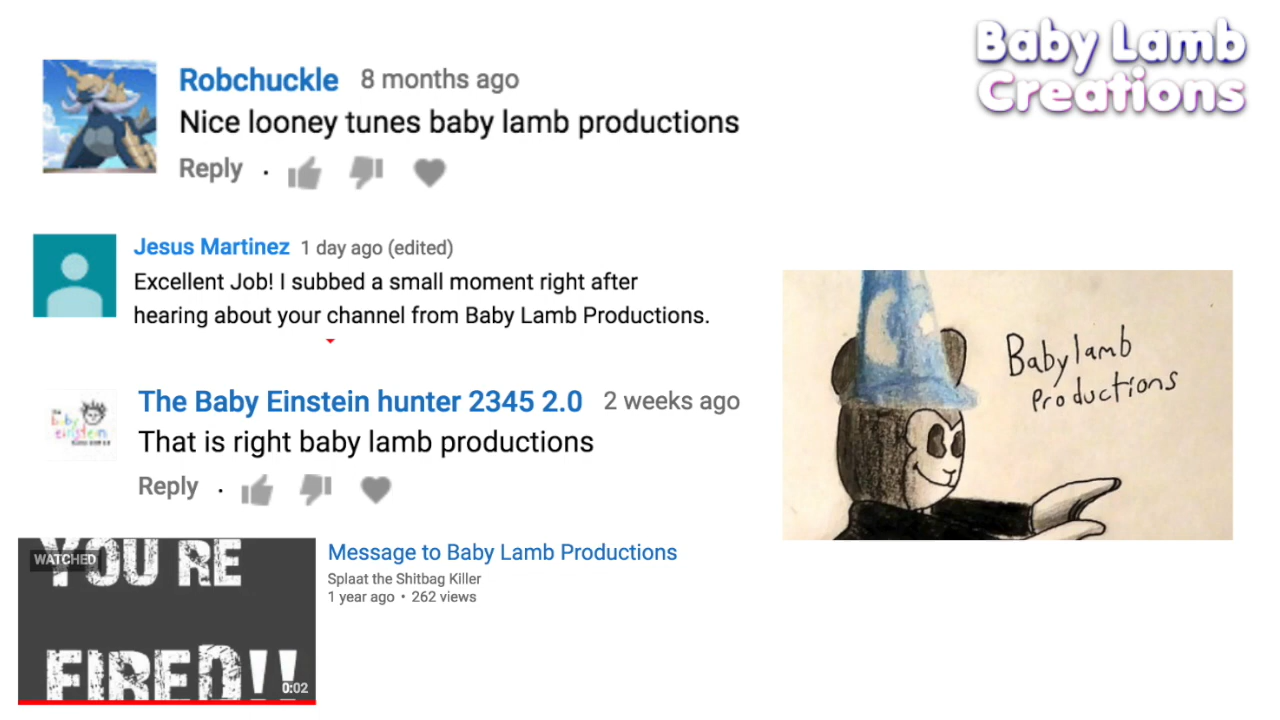 Baby Lamb
Creations
Robchuckle 8 months ago
Nice looney tunes baby lamb productions
Reply ·
Jesus Martinez 1 day ago (edited)
Excellent Job! I subbed a small moment right after
hearing about your channel from Baby Lamb Productions.
The Baby Einstein hunter 2345 2.0 2 weeks ago
That is right baby lamb productions
Reply ·
Baby lamb
productions
WATCHED
YOU RE
FIRED!!
0:02
Message to Baby Lamb Productions
Splaat the Shitbag Killer
1 year ago • 262 views